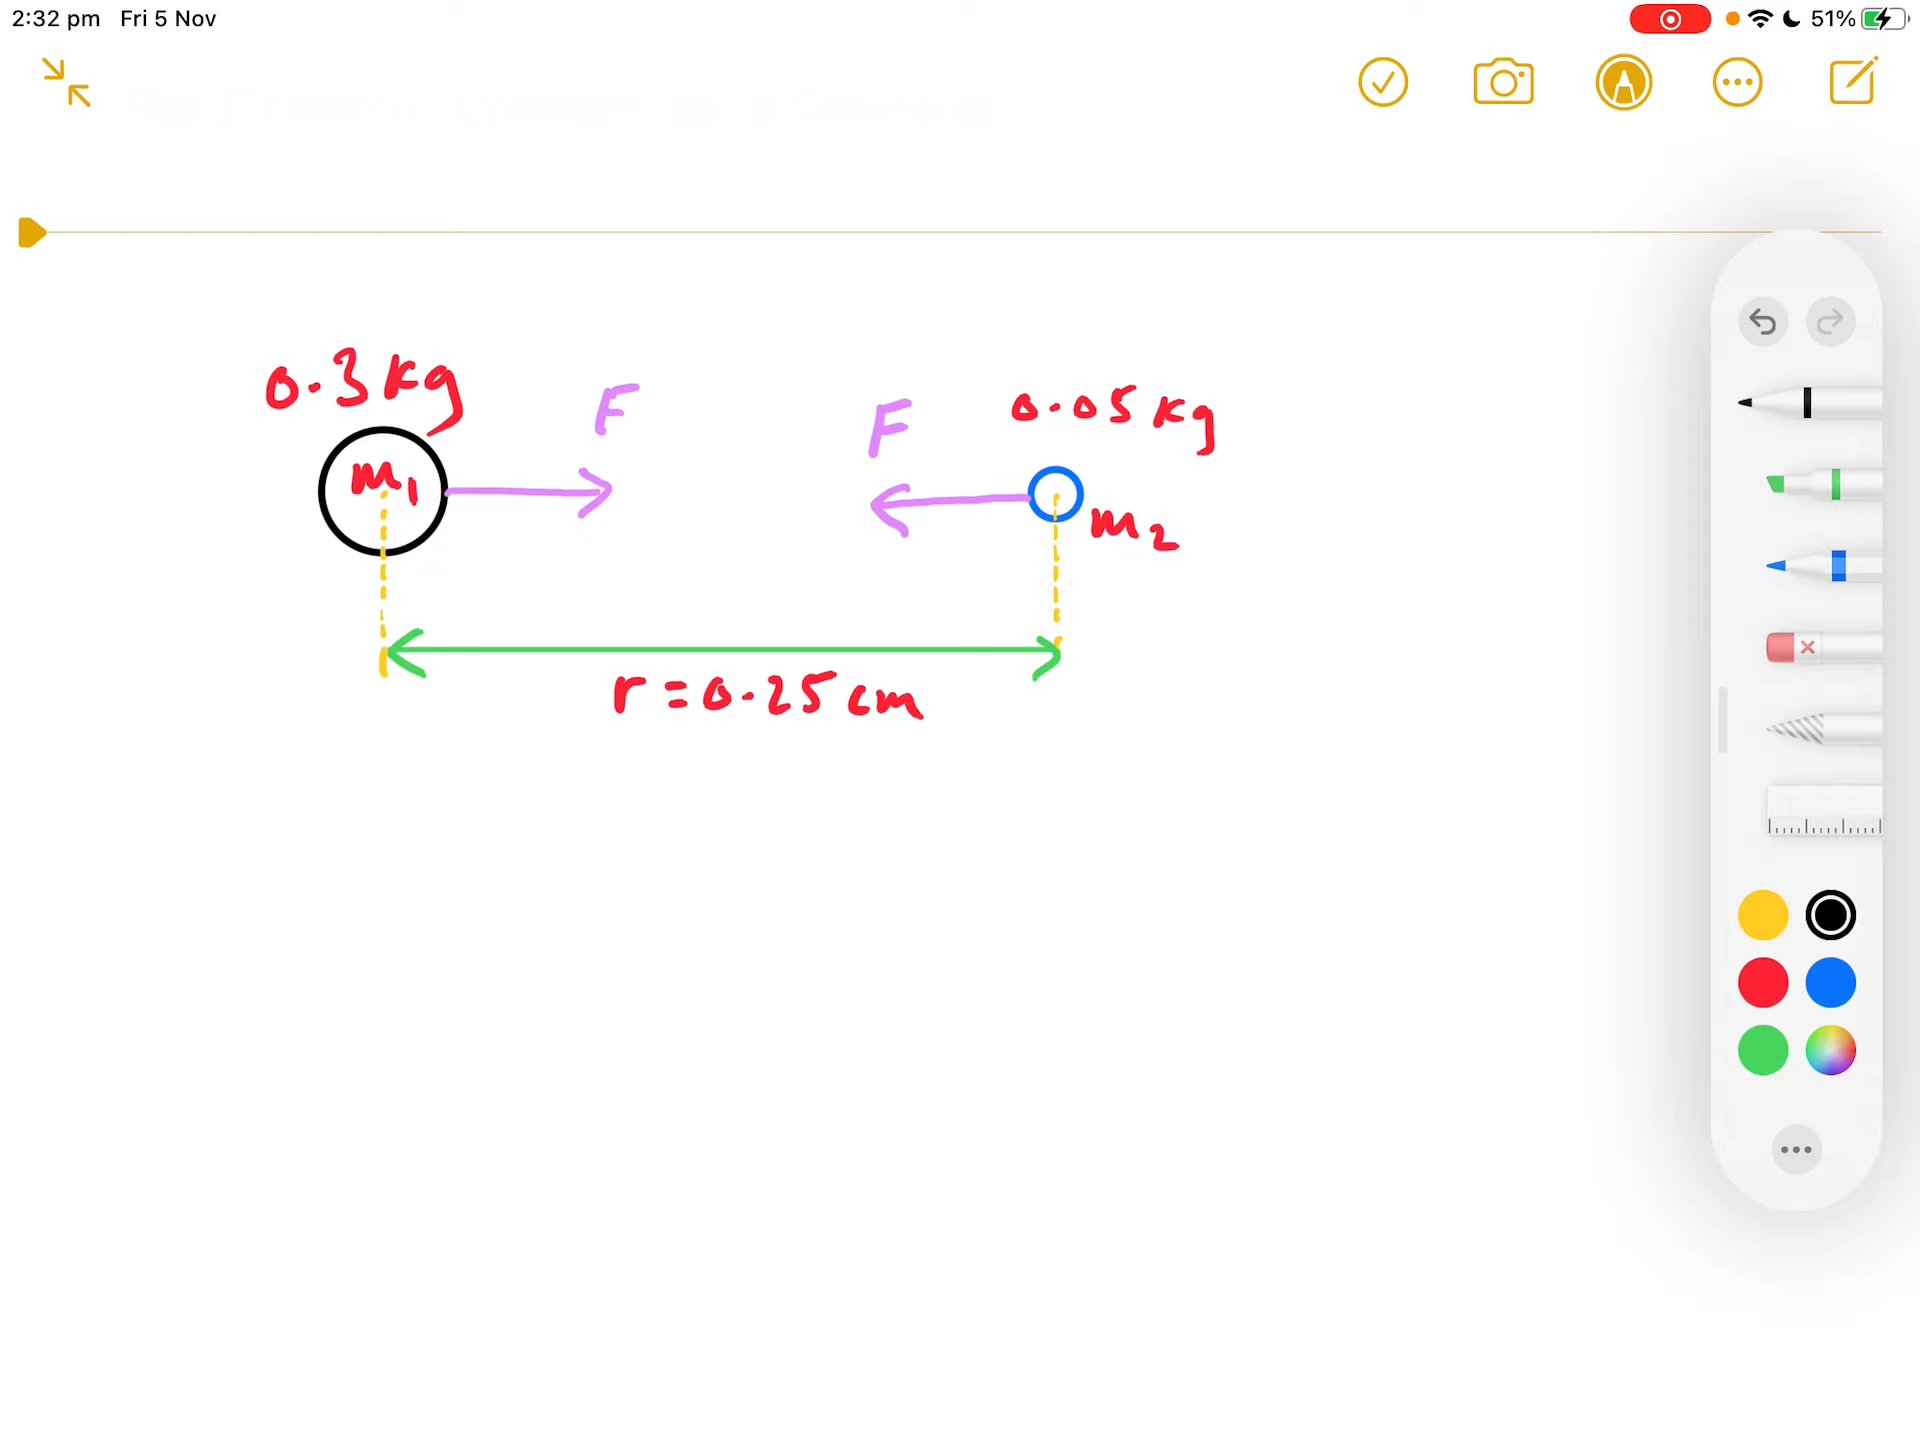 2:32 pm Fri 5 Nov 51%
0.3 kg
F
F
0.05 kg
m₁
m₂
r = 0.25 cm